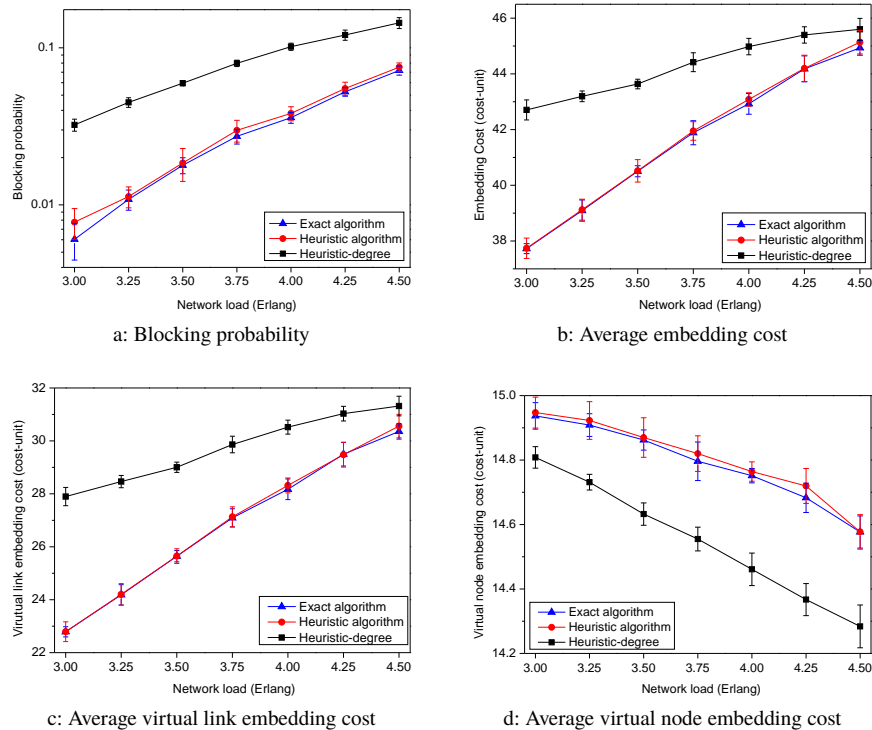 0.1
0.01
Blocking probability
3.00 3.25 3.50 3.75 4.00 4.25 4.50
Network load (Erlang)
Exact algorithm
Heuristic algorithm
Heuristic-degree
a: Blocking probability
46
44
42
40
38
Embedding Cost (cost-unit)
3.00 3.25 3.50 3.75 4.00 4.25 4.50
Network load (Erlang)
Exact algorithm
Heuristic algorithm
Heuristic-degree
b: Average embedding cost
32
30
28
26
24
22
Virutual link embedding cost (cost-unit)
3.00 3.25 3.50 3.75 4.00 4.25 4.50
Network load (Erlang)
Exact algorithm
Heuristic algorithm
Heuristic-degree
c: Average virtual link embedding cost
15.0
14.8
14.6
14.4
14.2
Virtual node embedding cost (cost-unit)
3.00 3.25 3.50 3.75 4.00 4.25 4.50
Network load (Erlang)
Exact algorithm
Heuristic algorithm
Heuristic-degree
d: Average virtual node embedding cost